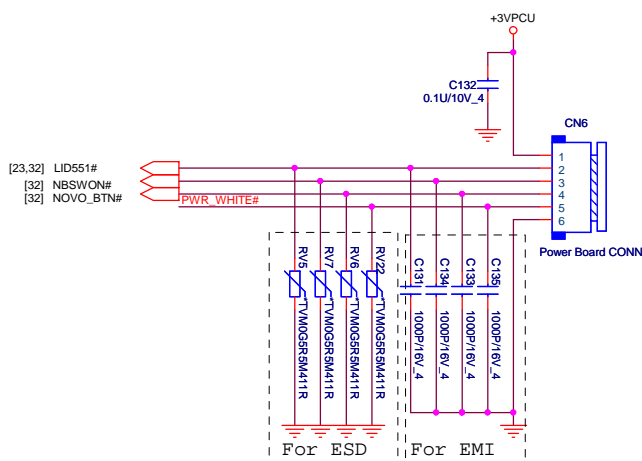 +3VPCU
C132
0.1U/10V_4
CN6
[23,32] LID551#
[32] NBSWON#
[32] NOVO_BTN#
PWR_WHITE#
1
2
3
4
5
6
Power Board CONN
RV5
RV7
RV6
RV22
*TVM0G5R5M411R
*TVM0G5R5M411R
*TVM0G5R5M411R
*TVM0G5R5M411R
C131
C134
C133
C135
1000P/16V_4
1000P/16V_4
1000P/16V_4
1000P/16V_4
For ESD
For EMI